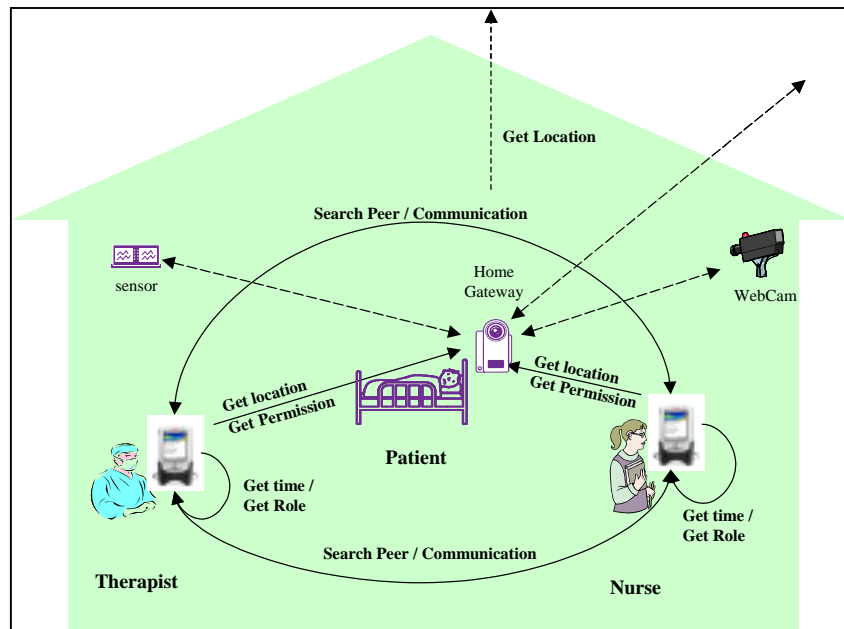 Get Location
Search Peer / Communication
Home
Gateway
sensor
WebCam
Get location
Get Permission
Get location
Get Permission
Patient
Get time /
Get Role
Get time /
Get Role
Search Peer / Communication
Therapist
Nurse